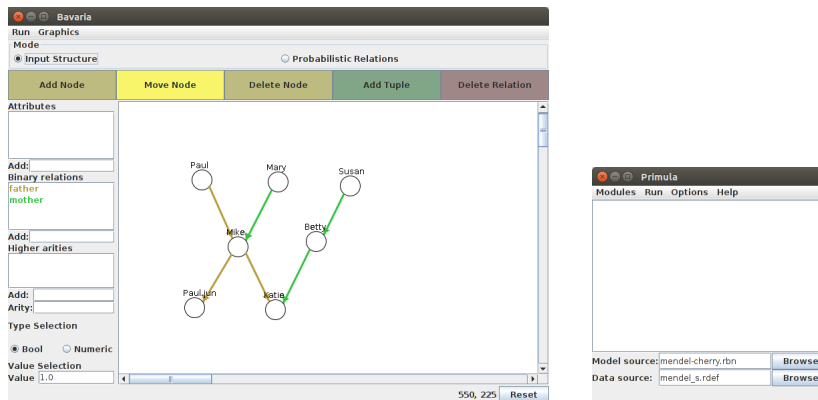 Bavaria
Run Graphics
Mode
Input Structure
Probabilistic Relations
Add Node
Move Node
Delete Node
Add Tuple
Delete Relation
Attributes
Add:
Binary relations
father
mother
Add:
Higher arities
Add:
Arity:
Type Selection
Bool Numeric
Value Selection
Value 1.0
Paul
Mary
Susan
Mike
Betty
Paul.jun
Katie
550, 225 Reset
Primula
Modules Run Options Help
Model source: mendel-cherry.rbn Browse
Data source: mendel_s.rdef Browse